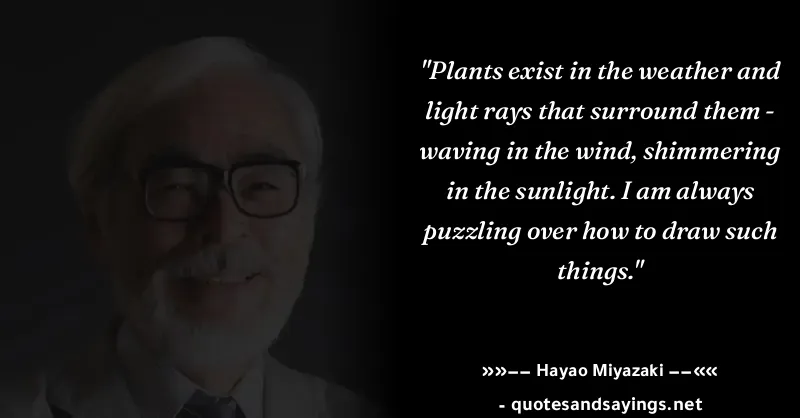 "Plants exist in the weather and
light rays that surround them -
waving in the wind, shimmering
in the sunlight. I am always
puzzling over how to draw such
things."
»»−− Hayao Miyazaki −−««
- quotesandsayings.net